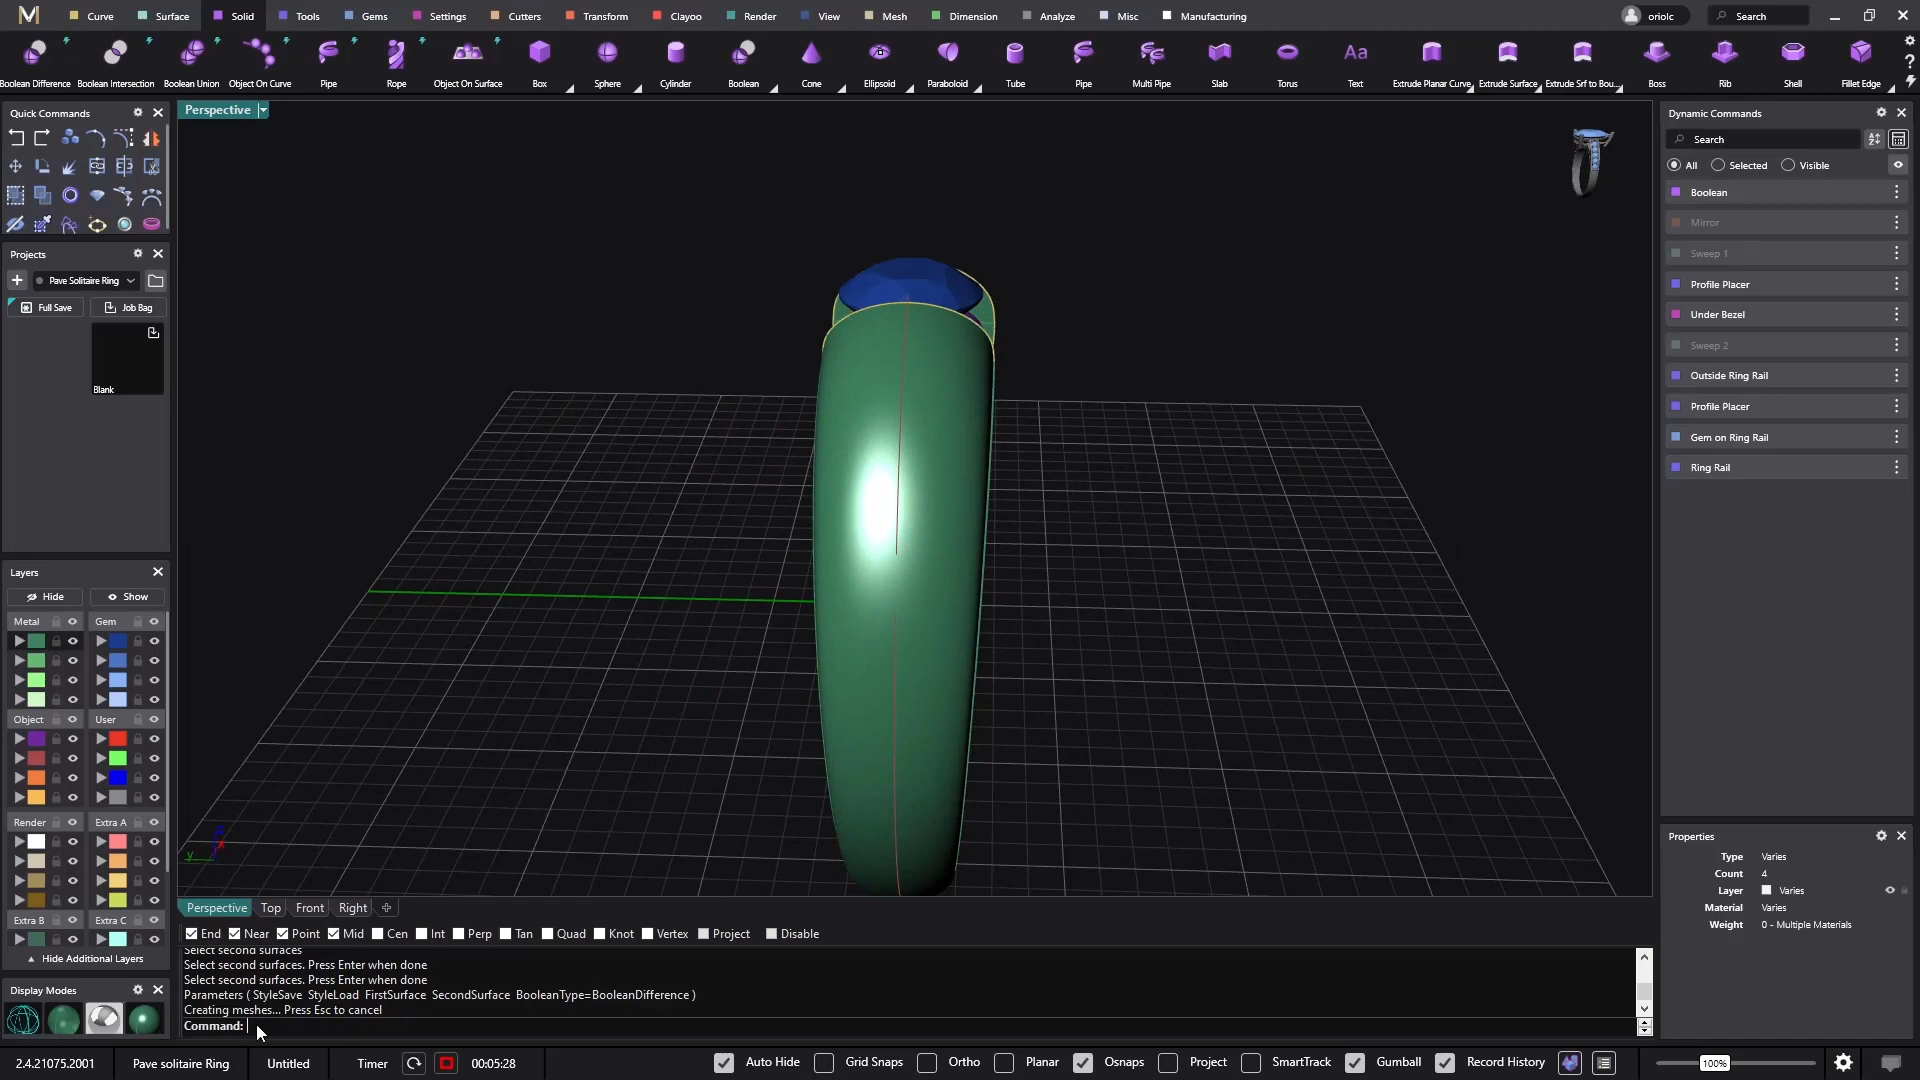 Curve Surface Solid Tools Gems Settings Cutters Transform Clayoo Render View Mesh Dimension Analyze Misc Manufacturing oriolc Search
Boolean Difference Boolean Intersection Boolean Union Object On Curve Pipe Rope Object On Surface Box Sphere Cylinder Boolean Cone Ellipsoid Paraboloid Tube Pipe Multi Pipe Slab Torus Text Extrude Planar Curve Extrude Surface Extrude Srf to Bou... Boss Rib Shell Fillet Edge
Quick Commands
Projects
Pave Solitaire Ring
Full Save Job Bag
Blank
Layers
Hide Show
Metal Gem
Object User
Render Extra A
Extra B Extra C
Hide Additional Layers
Display Modes
Perspective
y
Perspective Top Front Right
End Near Point Mid Cen Int Perp Tan Quad Knot Vertex Project Disable
Select second surfaces
Select second surfaces. Press Enter when done
Select second surfaces. Press Enter when done
Parameters ( StyleSave StyleLoad FirstSurface SecondSurface BooleanType=BooleanDifference )
Creating meshes... Press Esc to cancel
Command:
Dynamic Commands
Search
All Selected Visible
Boolean
Mirror
Sweep 1
Profile Placer
Under Bezel
Sweep 2
Outside Ring Rail
Profile Placer
Gem on Ring Rail
Ring Rail
Properties
Type Varies
Count 4
Layer Varies
Material Varies
Weight 0 - Multiple Materials
2.4.21075.2001 Pave solitaire Ring Untitled Timer 00:05:28 Auto Hide Grid Snaps Ortho Planar Osnaps Project SmartTrack Gumball Record History 100%